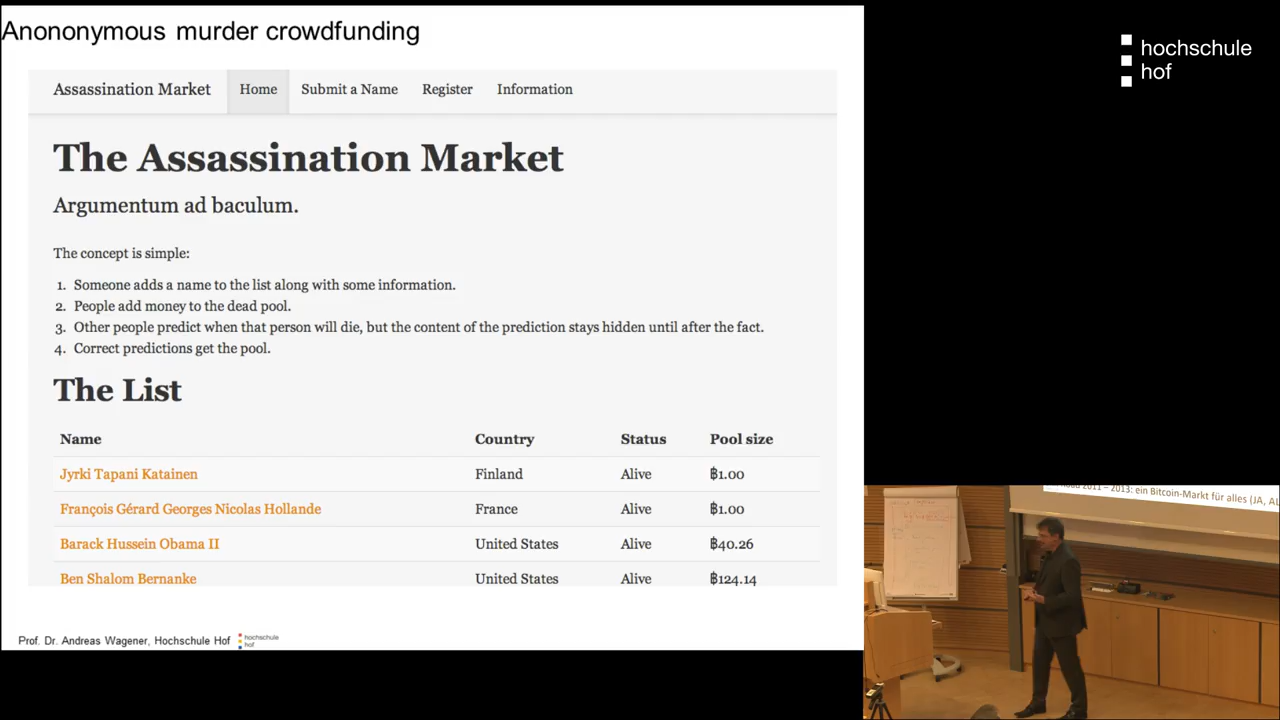 Anononymous murder crowdfunding
Assassination Market Home Submit a Name Register Information
The Assassination Market
Argumentum ad baculum.
The concept is simple:
1. Someone adds a name to the list along with some information.
2. People add money to the dead pool.
3. Other people predict when that person will die, but the content of the prediction stays hidden until after the fact.
4. Correct predictions get the pool.
The List
Name Country Status Pool size
Jyrki Tapani Katainen Finland Alive ฿1.00
François Gérard Georges Nicolas Hollande France Alive ฿1.00
Barack Hussein Obama II United States Alive ฿40.26
Ben Shalom Bernanke United States Alive ฿124.14
Prof. Dr. Andreas Wagener, Hochschule Hof
hochschule
hof
hochschule
hof
2011 – 2013: ein Bitcoin-Markt für alles (JA,